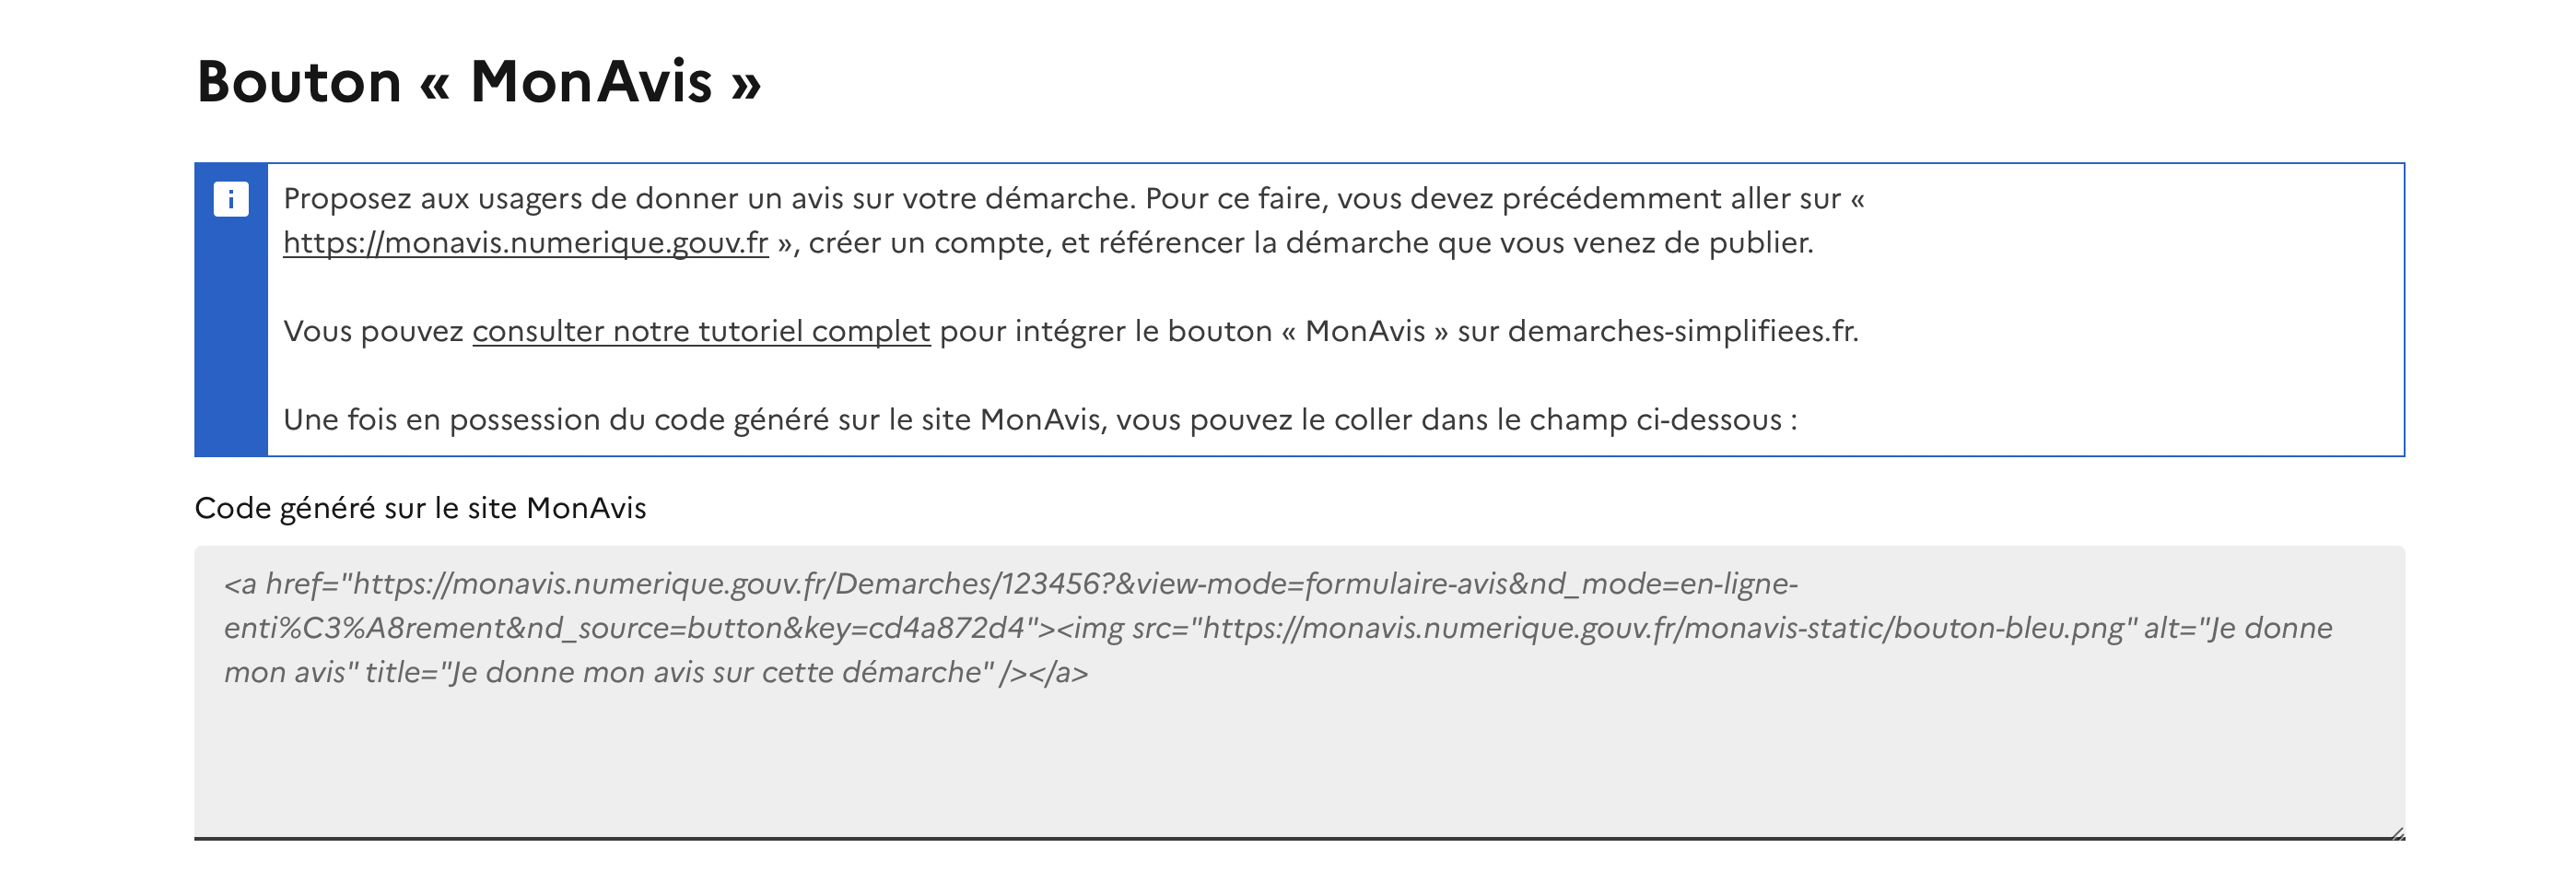 Bouton « MonAvis »
Proposez aux usagers de donner un avis sur votre démarche. Pour ce faire, vous devez précédemment aller sur «
https://monavis.numerique.gouv.fr », créer un compte, et référencer la démarche que vous venez de publier.
Vous pouvez consulter notre tutoriel complet pour intégrer le bouton « MonAvis » sur demarches-simplifiees.fr.
Une fois en possession du code généré sur le site MonAvis, vous pouvez le coller dans le champ ci-dessous :
Code généré sur le site MonAvis
<a href="https://monavis.numerique.gouv.fr/Demarches/123456?&view-mode=formulaire-avis&nd_mode=en-ligne-
enti%C3%A8rement&nd_source=button&key=cd4a872d4"><img src="https://monavis.numerique.gouv.fr/monavis-static/bouton-bleu.png" alt="Je donne
mon avis" title="Je donne mon avis sur cette démarche" /></a>